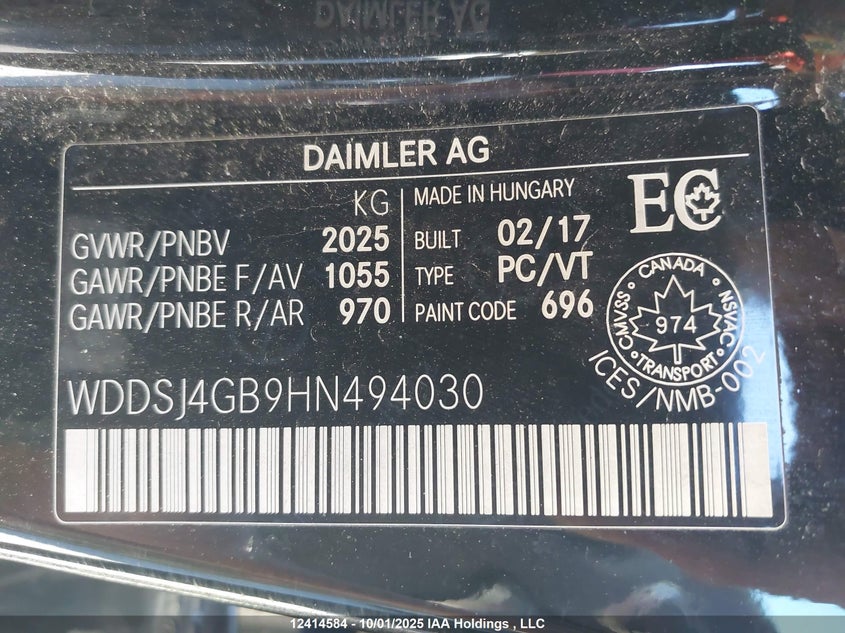 DAIMLER AG
DAIMLER AG
KG
GVWR/PNBV 2025
GAWR/PNBE F/AV 1055
GAWR/PNBE R/AR 970
MADE IN HUNGARY
BUILT 02/17
TYPE PC/VT
PAINT CODE 696
EC
CANADA
CMVSS 974 NSVAC
TRANSPORT
ICES/NMB-002
WDDSJ4GB9HN494030
12414584 - 10/01/2025 IAA Holdings , LLC